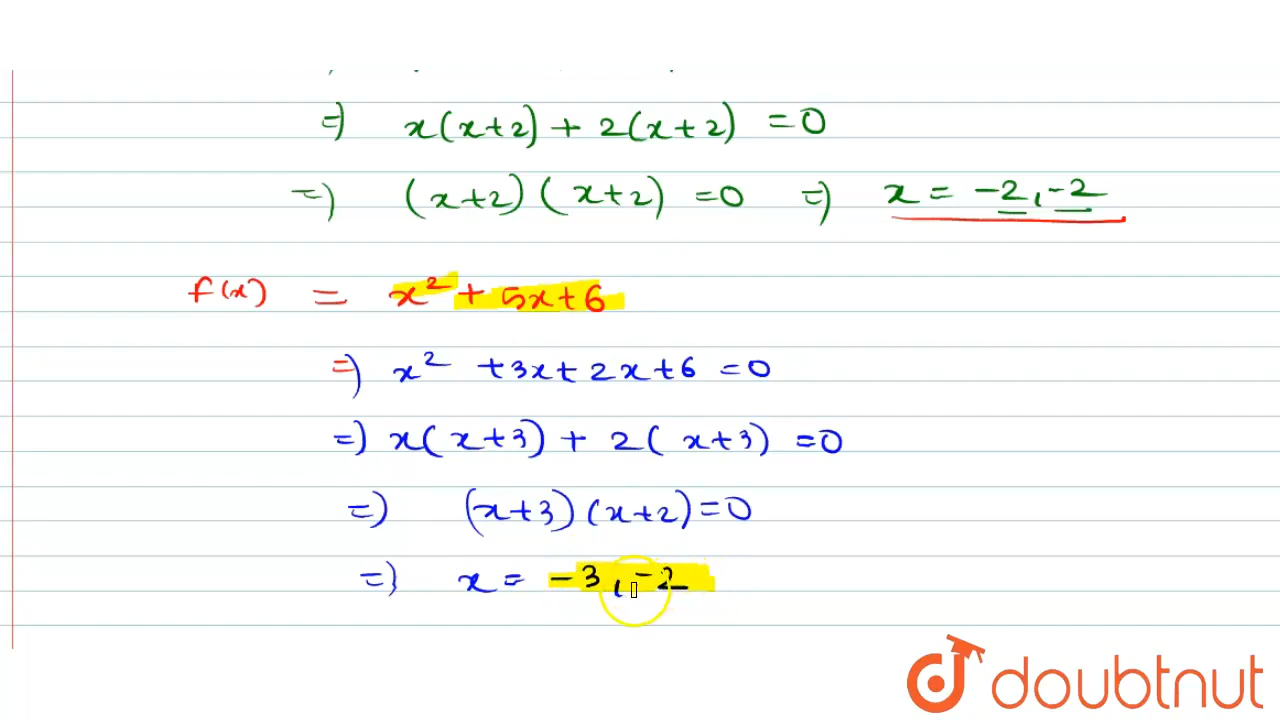 =) x(x+2) + 2(x+2) = 0
=) (x+2)(x+2) = 0 =) x = -2, -2
f(x) = x² + 5x+6
=) x² +3x+2x+6 = 0
=) x(x+3) + 2(x+3) = 0
=) (x+3)(x+2) = 0
=) x = -3, -2
doubtnut